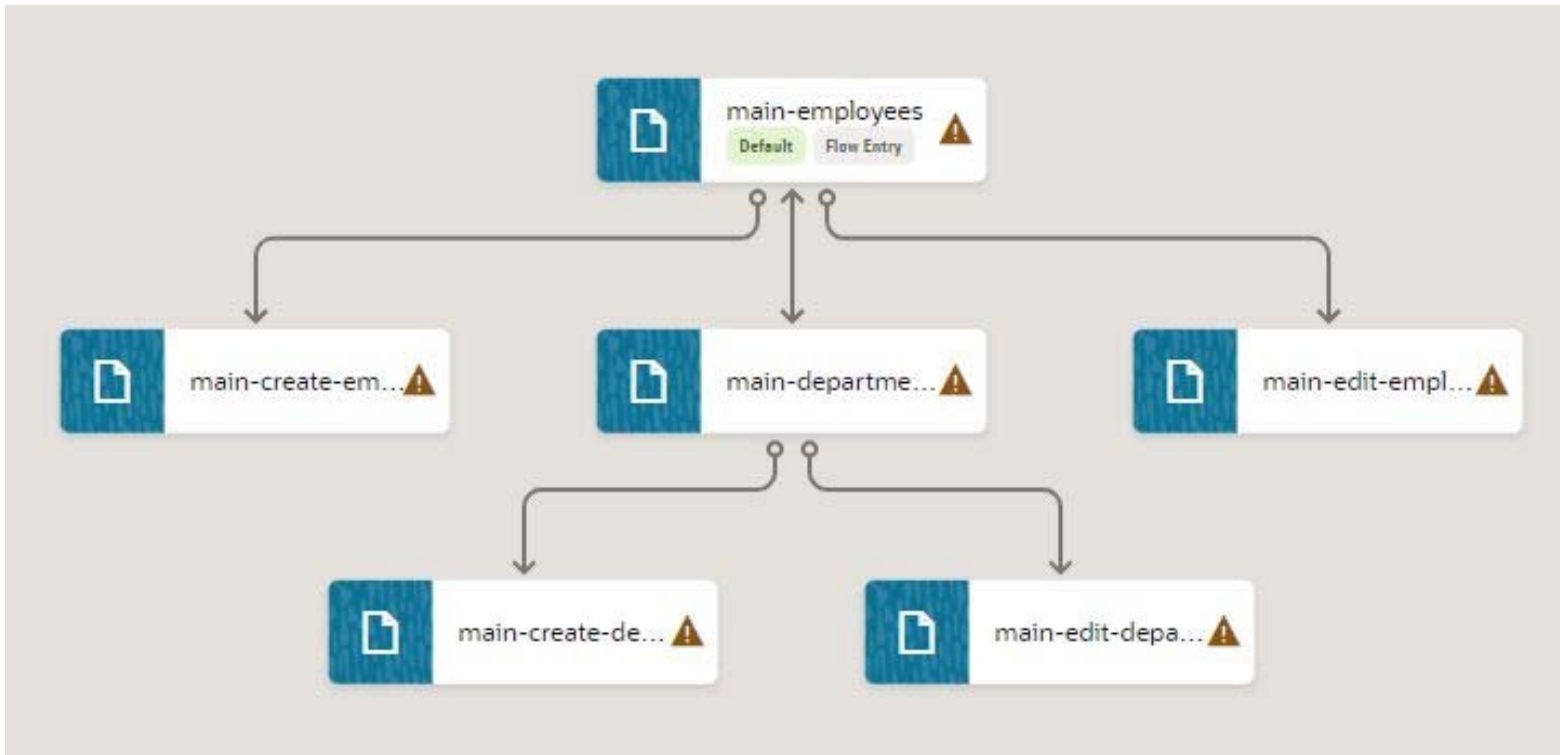 main-employees
Default Flow Entry
main-create-em...
main-departme...
main-edit-empl...
main-create-de...
main-edit-depa...